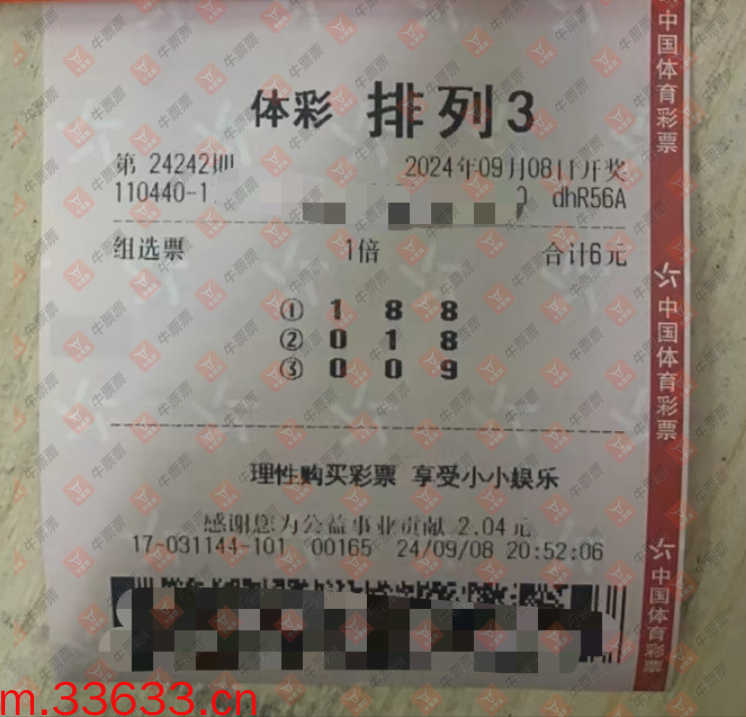 体彩 排列3
第 24242期 2024年09月08日开奖
110440-1 dhR56A
组选票 1倍 合计6元
① 1 8 8
② 0 1 8
③ 0 0 9
理性购买彩票 享受小小娱乐
感谢您为公益事业贡献 2.04元
17-031144-101 00165 24/09/08 20:52:06
中国体育彩票
中国体育彩票
中国体育彩票
牛票票
m.33633.cn